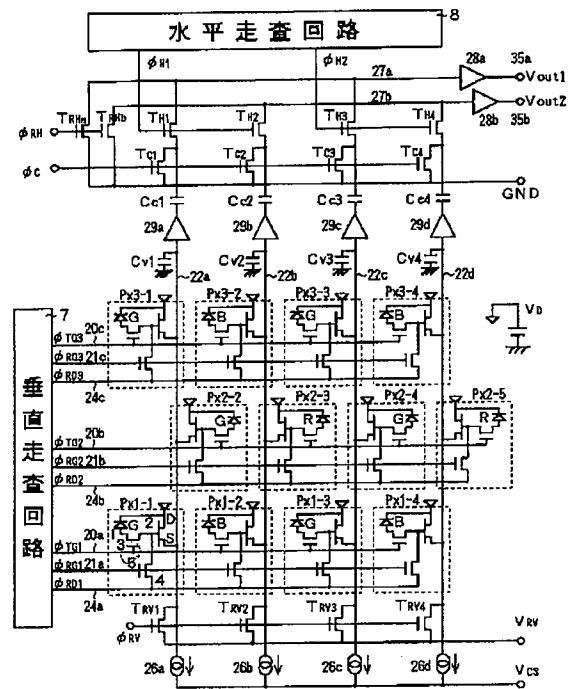 8
水平走査回路
φH1
φH2
27a
28a
35a
Vout1
27b
Vout2
28b
35b
TRHa
TRHb
TH1
TH2
TH3
TH4
φRH
TC1
TC2
TC3
TC4
φC
GND
Cc1
Cc2
Cc3
Cc4
29a
29b
29c
29d
Cv1
Cv2
Cv3
Cv4
22a
22b
22c
22d
7
垂直走査回路
Px3-1
Px3-2
Px3-3
Px3-4
VD
G
B
G
B
20c
φTG3
φRG3
21c
φRD3
24c
Px2-2
Px2-3
Px2-4
Px2-5
G
R
G
R
20b
φTG2
φRG2
21b
φRD2
24b
Px1-1
Px1-2
Px1-3
Px1-4
G
2
D
B
G
B
20a
3
S
φTG1
φRG1
21a
4
φRD1
24a
TRV1
TRV2
TRV3
TRV4
φRV
VRV
26a
26b
26c
26d
VCS